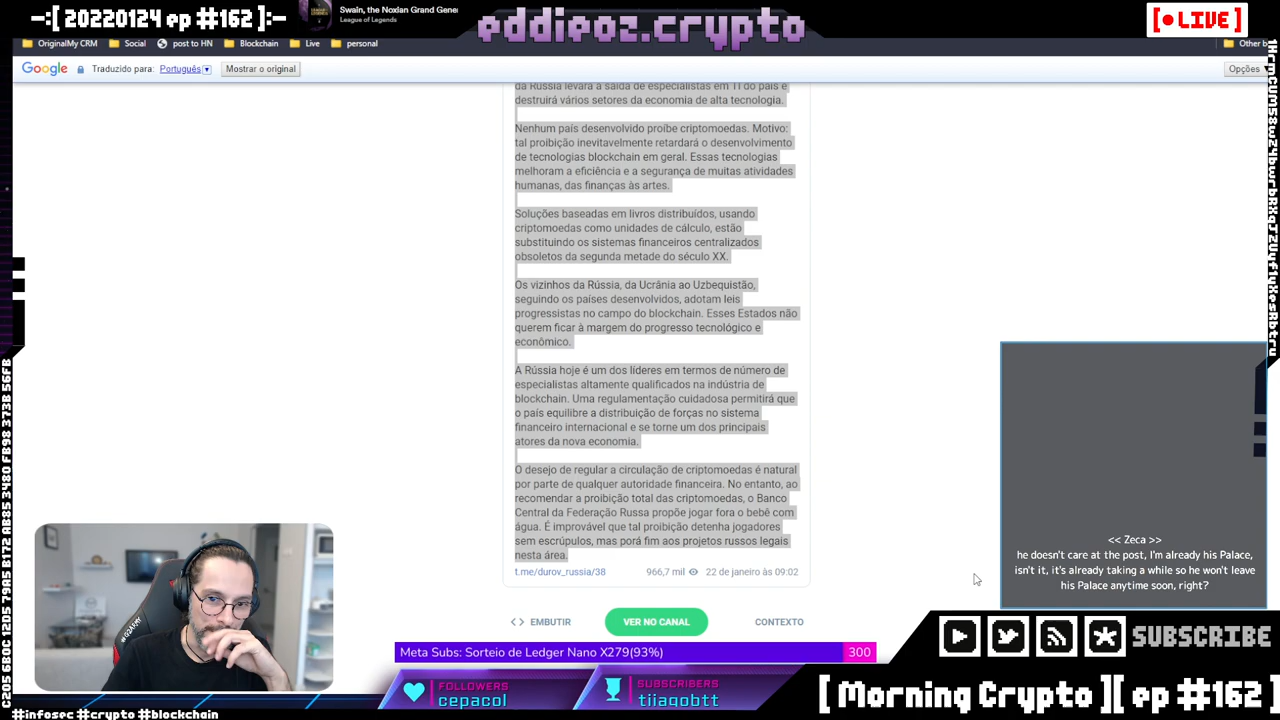 -:[ 20220124 ep #162 ]:-
Swain, the Noxian Grand Gene
League of Legends
eddieoz.crypto
[● LIVE]
OriginalMy CRM
Social
post to HN
Blockchain
Live
personal
Other b
Google
Traduzido para: Português
Mostrar o original
Opções
da Rússia levará à saída de especialistas em TI do país e
destruirá vários setores da economia de alta tecnologia.
Nenhum país desenvolvido proíbe criptomoedas. Motivo:
tal proibição inevitavelmente retardará o desenvolvimento
de tecnologias blockchain em geral. Essas tecnologias
melhoram a eficiência e a segurança de muitas atividades
humanas, das finanças às artes.
Soluções baseadas em livros distribuídos, usando
criptomoedas como unidades de cálculo, estão
substituindo os sistemas financeiros centralizados
obsoletos da segunda metade do século XX.
Os vizinhos da Rússia, da Ucrânia ao Uzbequistão,
seguindo os países desenvolvidos, adotam leis
progressistas no campo do blockchain. Esses Estados não
querem ficar à margem do progresso tecnológico e
econômico.
A Rússia hoje é um dos líderes em termos de número de
especialistas altamente qualificados na indústria de
blockchain. Uma regulamentação cuidadosa permitirá que
o país equilibre a distribuição de forças no sistema
financeiro internacional e se torne um dos principais
atores da nova economia.
O desejo de regular a circulação de criptomoedas é natural
por parte de qualquer autoridade financeira. No entanto, ao
recomendar a proibição total das criptomoedas, o Banco
Central da Federação Russa propõe jogar fora o bebê com
água. É improvável que tal proibição detenha jogadores
sem escrúpulos, mas porá fim aos projetos russos legais
nesta área.
t.me/durov_russia/38
966,7 mil
22 de janeiro às 09:02
<> EMBUTIR
VER NO CANAL
CONTEXTO
<< Zeca >>
he doesn't care at the post, I'm already his Palace,
isn't it, it's already taking a while so he won't leave
his Palace anytime soon, right?
SUBSCRIBE
Meta Subs: Sorteio de Ledger Nano X279(93%)
300
FOLLOWERS
cepacol
SUBSCRIBERS
tiiagobtt
[ Morning Crypto ][ ep #162 ]
#infosec #crypto #blockchain
C205 5B0C 12D5 79A5 B172 AB85 3480 FB98 373B 56FB